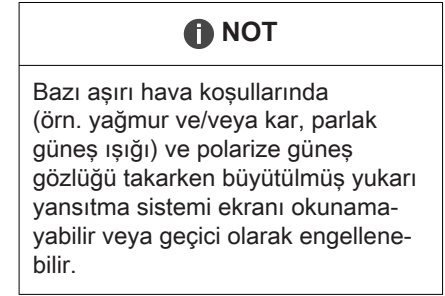 NOT
Bazı aşırı hava koşullarında
(örn. yağmur ve/veya kar, parlak
güneş ışığı) ve polarize güneş
gözlüğü takarken büyütülmüş yukarı
yansıtma sistemi ekranı okunama-
yabilir veya geçici olarak engellene-
bilir.